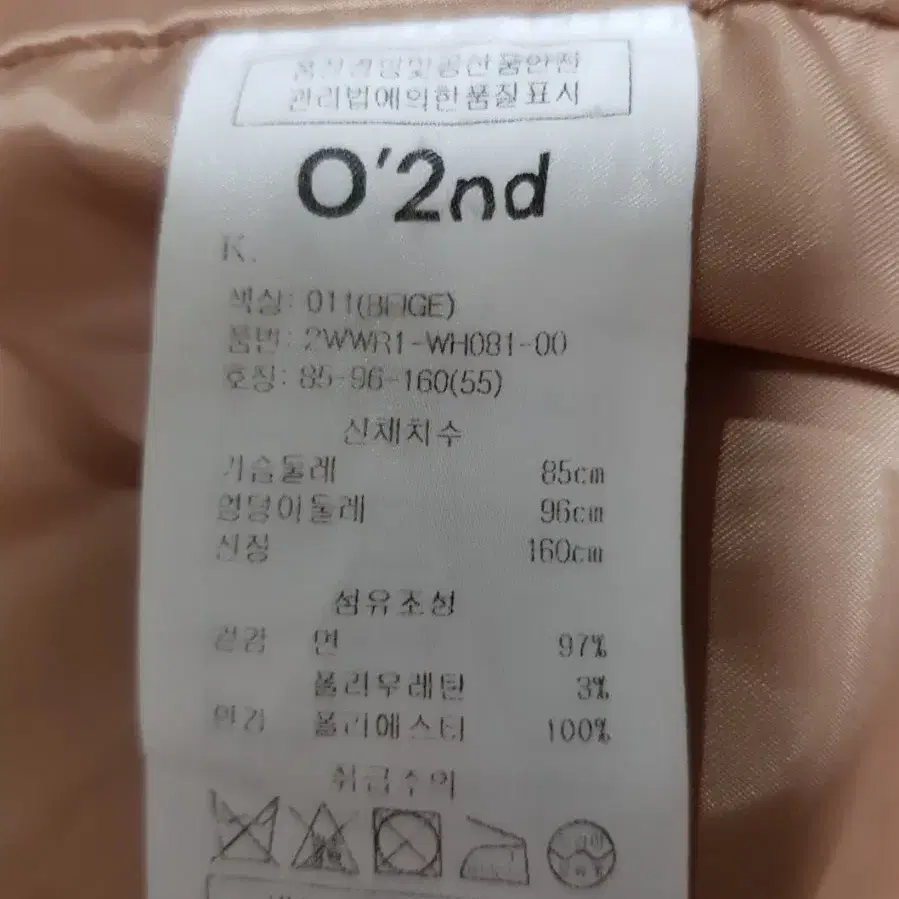 품질경영및공산품안전
관리법에의한품질표시
O'2nd
K.
색상: 011(BEIGE)
품번: 2WWR1-WH081-00
호칭: 85-96-160(55)
신체치수
가슴둘레 85cm
엉덩이둘레 96cm
신장 160cm
섬유조성
겉감 면 97%
폴리우레탄 3%
안감 폴리에스터 100%
취급주의